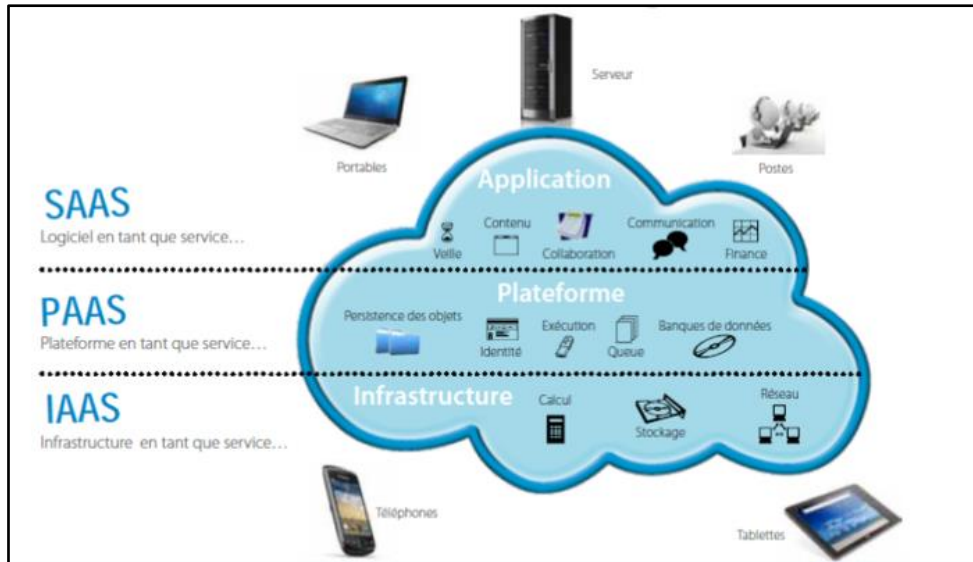 Serveur
Portables
Postes
SAAS
Logiciel en tant que service…
Application
Veille
Contenu
Collaboration
Communication
Finance
PAAS
Plateforme en tant que service…
Plateforme
Persistence des objets
Identité
Exécution
Queue
Banques de données
IAAS
Infrastructure en tant que service…
Infrastructure
Calcul
Stockage
Réseau
Téléphones
Tablettes